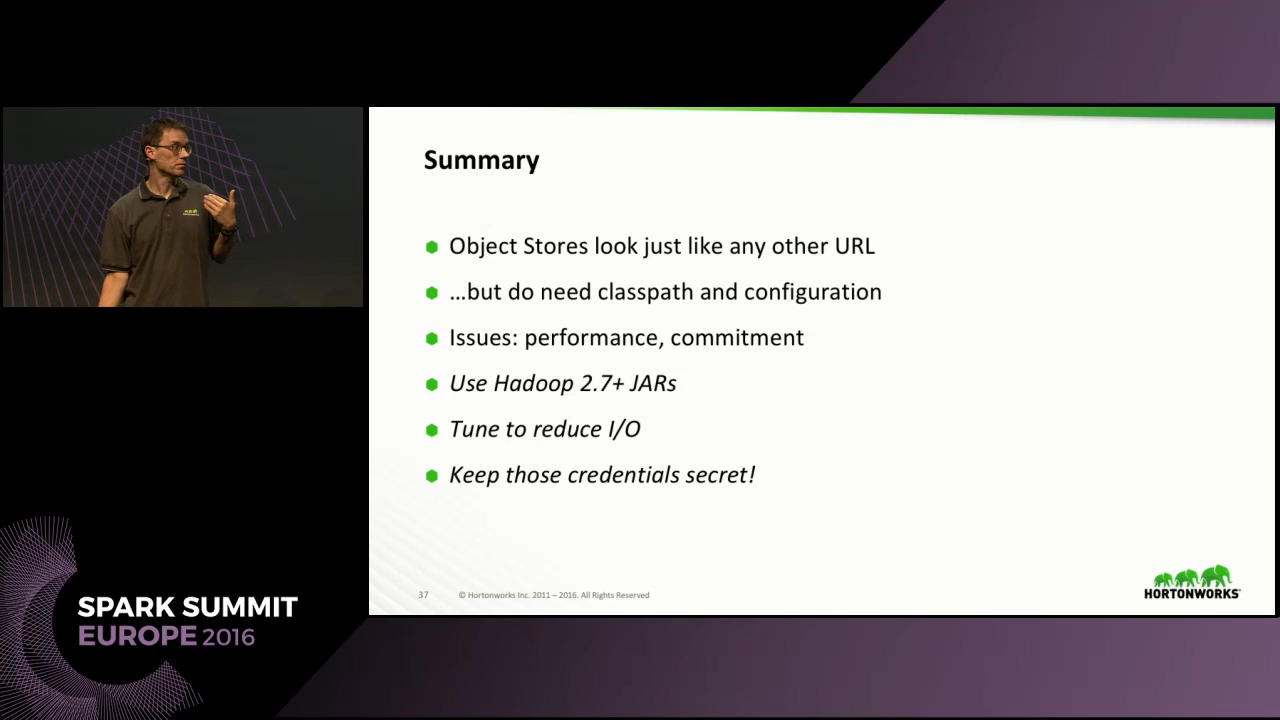 Summary
Object Stores look just like any other URL
…but do need classpath and configuration
Issues: performance, commitment
Use Hadoop 2.7+ JARs
Tune to reduce I/O
Keep those credentials secret!
37 © Hortonworks Inc. 2011 – 2016. All Rights Reserved
HORTONWORKS
SPARK SUMMIT
EUROPE 2016